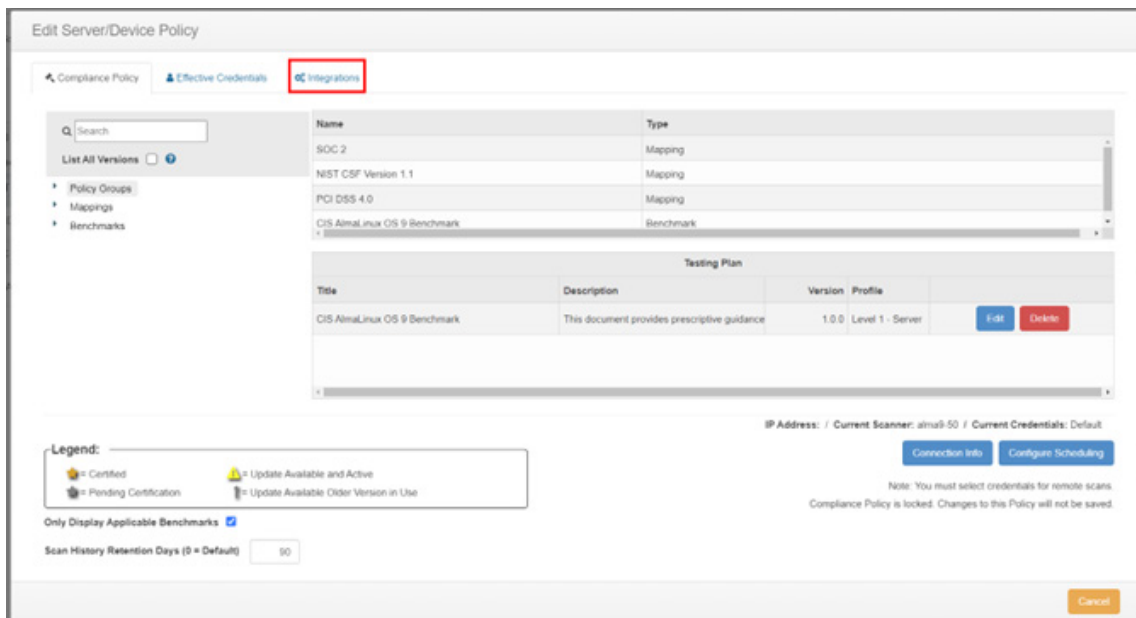 Edit Server/Device Policy
Compliance Policy Effective Credentials Integrations
Search
List All Versions
Policy Groups
Mappings
Benchmarks
Name Type
SOC 2 Mapping
NIST CSF Version 1.1 Mapping
PCI DSS 4.0 Mapping
CIS AlmaLinux OS 9 Benchmark Benchmark
Testing Plan
Title Description Version Profile
CIS AlmaLinux OS 9 Benchmark This document provides prescriptive guidance 1.0.0 Level 1 - Server Edit Delete
IP Address: / Current Scanner: alma9-50 / Current Credentials: Default
Connection Info Configure Scheduling
Note: You must select credentials for remote scans.
Compliance Policy is locked. Changes to this Policy will not be saved.
Legend:
= Certified = Update Available and Active
= Pending Certification = Update Available Older Version in Use
Only Display Applicable Benchmarks
Scan History Retention Days (0 = Default) 90
Cancel